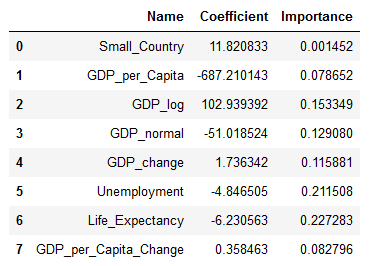 Name Coefficient Importance
0 Small_Country 11.820833 0.001452
1 GDP_per_Capita -687.210143 0.078652
2 GDP_log 102.939392 0.153349
3 GDP_normal -51.018524 0.129080
4 GDP_change 1.736342 0.115881
5 Unemployment -4.846505 0.211508
6 Life_Expectancy -6.230563 0.227283
7 GDP_per_Capita_Change 0.358463 0.082796